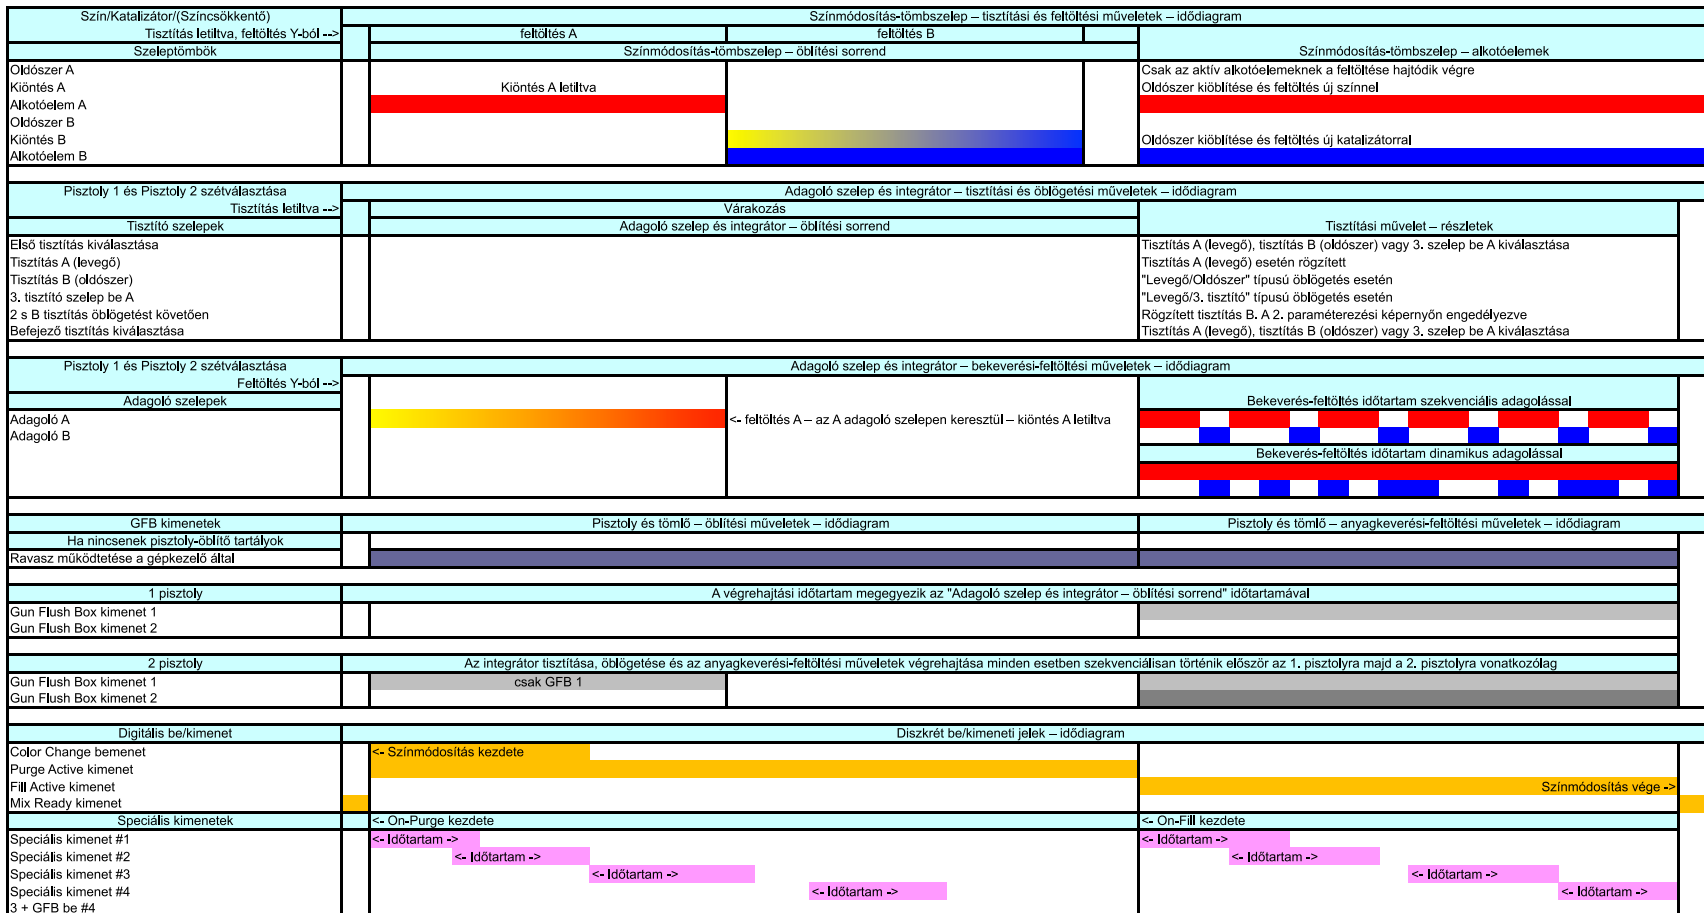 Szín/Katalizátor/(Színcsökkentő)
Színmódosítás-tömbszelep – tisztítási és feltöltési műveletek – idődiagram
Tisztítás letiltva, feltöltés Y-ból -->
feltöltés A
feltöltés B
Szeleptömbök
Színmódosítás-tömbszelep – öblítési sorrend
Színmódosítás-tömbszelep – alkotóelemek
Oldószer A
Csak az aktív alkotóelemeknek a feltöltése hajtódik végre
Kiöntés A
Kiöntés A letiltva
Oldószer kiöblítése és feltöltés új színnel
Alkotóelem A
Oldószer B
Kiöntés B
Oldószer kiöblítése és feltöltés új katalizátorral
Alkotóelem B
Pisztoly 1 és Pisztoly 2 szétválasztása
Adagoló szelep és integrátor – tisztítási és öblögetési műveletek – idődiagram
Tisztítás letiltva -->
Várakozás
Tisztító szelepek
Adagoló szelep és integrátor – öblítési sorrend
Tisztítási művelet – részletek
Első tisztítás kiválasztása
Tisztítás A (levegő), tisztítás B (oldószer) vagy 3. szelep be A kiválasztása
Tisztítás A (levegő)
Tisztítás A (levegő) esetén rögzített
Tisztítás B (oldószer)
"Levegő/Oldószer" típusú öblögetés esetén
3. tisztító szelep be A
"Levegő/3. tisztító" típusú öblögetés esetén
2 s B tisztítás öblögetést követően
Rögzített tisztítás B. A 2. paraméterezési képernyőn engedélyezve
Befejező tisztítás kiválasztása
Tisztítás A (levegő), tisztítás B (oldószer) vagy 3. szelep be A kiválasztása
Pisztoly 1 és Pisztoly 2 szétválasztása
Adagoló szelep és integrátor – bekeverési-feltöltési műveletek – idődiagram
Feltöltés Y-ból -->
Adagoló szelepek
Bekeverés-feltöltés időtartam szekvenciális adagolással
Adagoló A
<- feltöltés A – az A adagoló szelepen keresztül – kiöntés A letiltva
Adagoló B
Bekeverés-feltöltés időtartam dinamikus adagolással
GFB kimenetek
Pisztoly és tömlő – öblítési műveletek – idődiagram
Pisztoly és tömlő – anyagkeverési-feltöltési műveletek – idődiagram
Ha nincsenek pisztoly-öblítő tartályok
Ravasz működtetése a gépkezelő által
1 pisztoly
A végrehajtási időtartam megegyezik az "Adagoló szelep és integrátor – öblítési sorrend" időtartamával
Gun Flush Box kimenet 1
Gun Flush Box kimenet 2
2 pisztoly
Az integrátor tisztítása, öblögetése és az anyagkeverési-feltöltési műveletek végrehajtása minden esetben szekvenciálisan történik először az 1. pisztolyra majd a 2. pisztolyra vonatkozólag
Gun Flush Box kimenet 1
csak GFB 1
Gun Flush Box kimenet 2
Digitális be/kimenet
Diszkrét be/kimeneti jelek – idődiagram
Color Change bemenet
<- Színmódosítás kezdete
Purge Active kimenet
Fill Active kimenet
Színmódosítás vége ->
Mix Ready kimenet
Speciális kimenetek
<- On-Purge kezdete
<- On-Fill kezdete
Speciális kimenet #1
<- Időtartam ->
<- Időtartam ->
Speciális kimenet #2
<- Időtartam ->
<- Időtartam ->
Speciális kimenet #3
<- Időtartam ->
<- Időtartam ->
Speciális kimenet #4
<- Időtartam ->
<- Időtartam ->
3 + GFB be #4